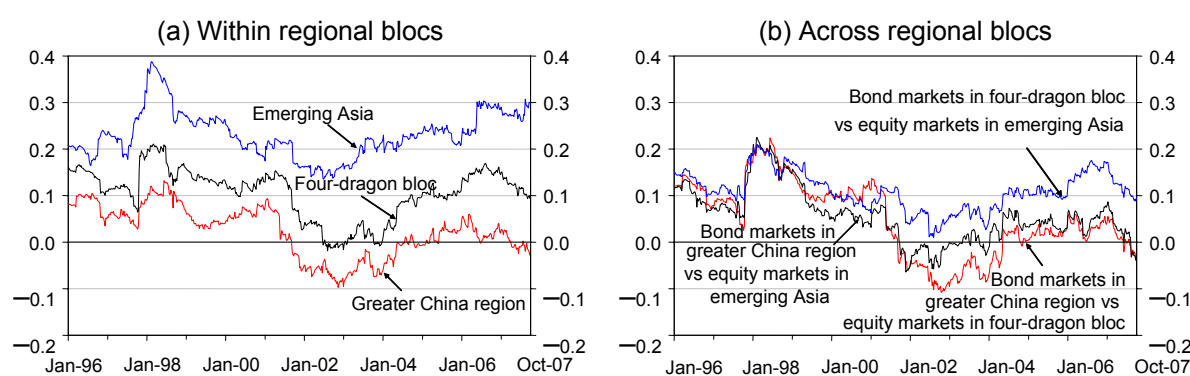 (a) Within regional blocs
0.4
0.3
0.2
0.1
0.0
−0.1
−0.2
0.4
0.3
0.2
0.1
0.0
−0.1
−0.2
Emerging Asia
Four-dragon bloc
Greater China region
Jan-96 Jan-98 Jan-00 Jan-02 Jan-04 Jan-06 Oct-07
(b) Across regional blocs
0.4
0.3
0.2
0.1
0.0
−0.1
−0.2
0.4
0.3
0.2
0.1
0.0
−0.1
−0.2
Bond markets in four-dragon bloc
vs equity markets in emerging Asia
Bond markets in
greater China region
vs equity markets in
emerging Asia
Bond markets in
greater China region vs
equity markets in four-dragon bloc
Jan-96 Jan-98 Jan-00 Jan-02 Jan-04 Jan-06 Oct-07